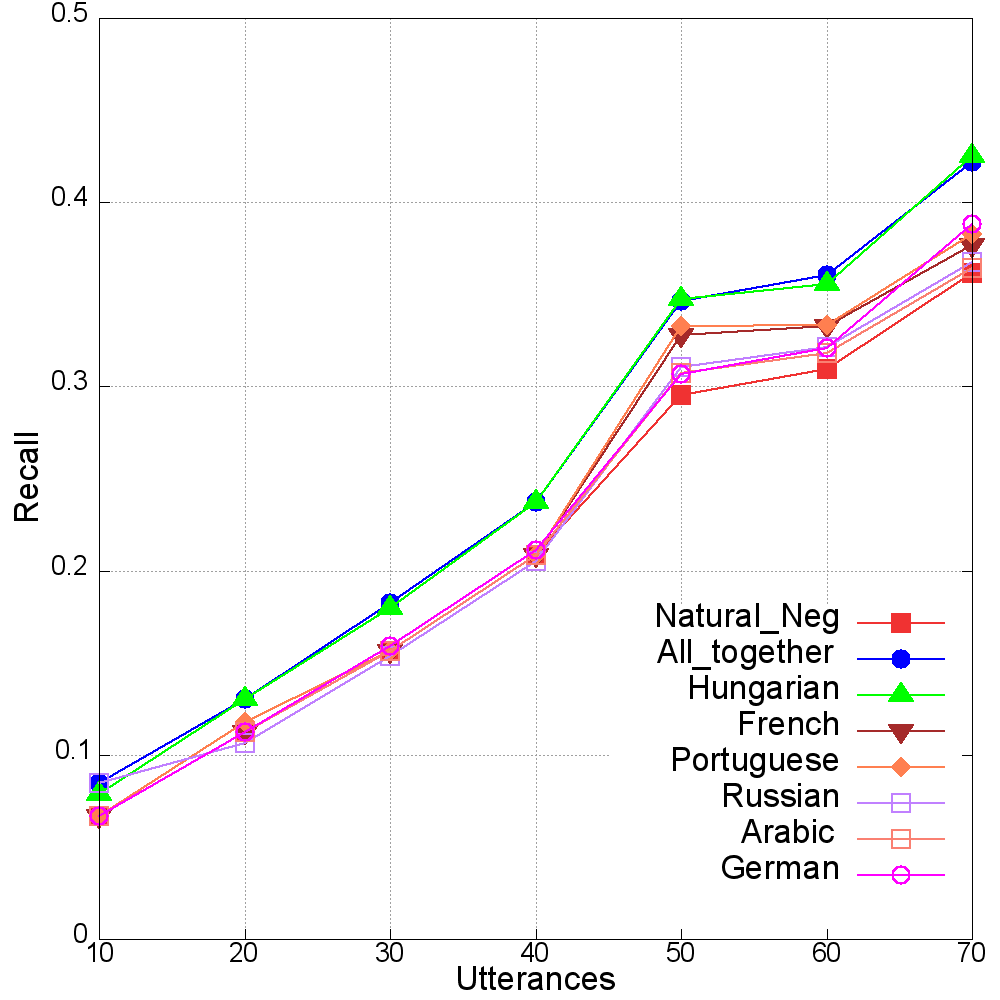 0.5
0.4
0.3
0.2
0.1
0
Recall
10 20 30 40 50 60 70
Utterances
Natural_Neg
All_together
Hungarian
French
Portuguese
Russian
Arabic
German